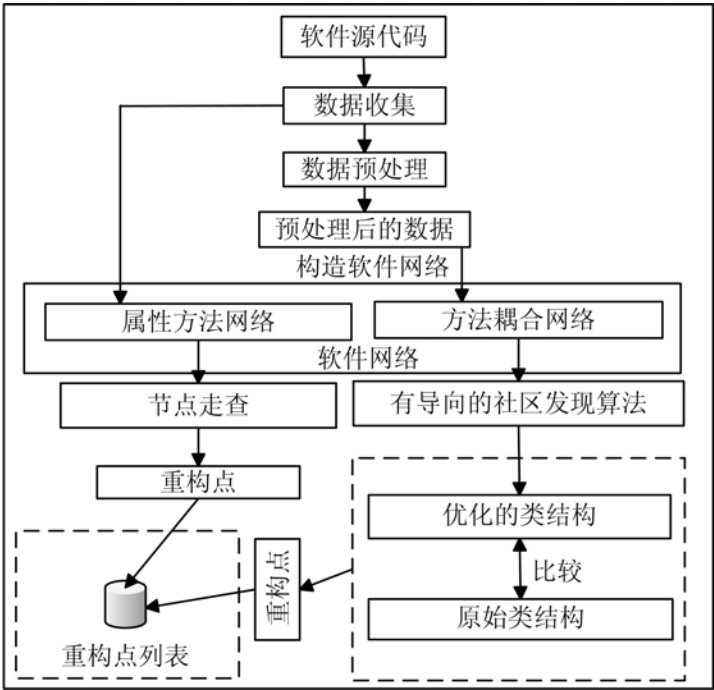 软件源代码
数据收集
数据预处理
预处理后的数据
构造软件网络
属性方法网络
方法耦合网络
软件网络
节点走查
有导向的社区发现算法
重构点
优化的类结构
比较
重构点
原始类结构
重构点列表